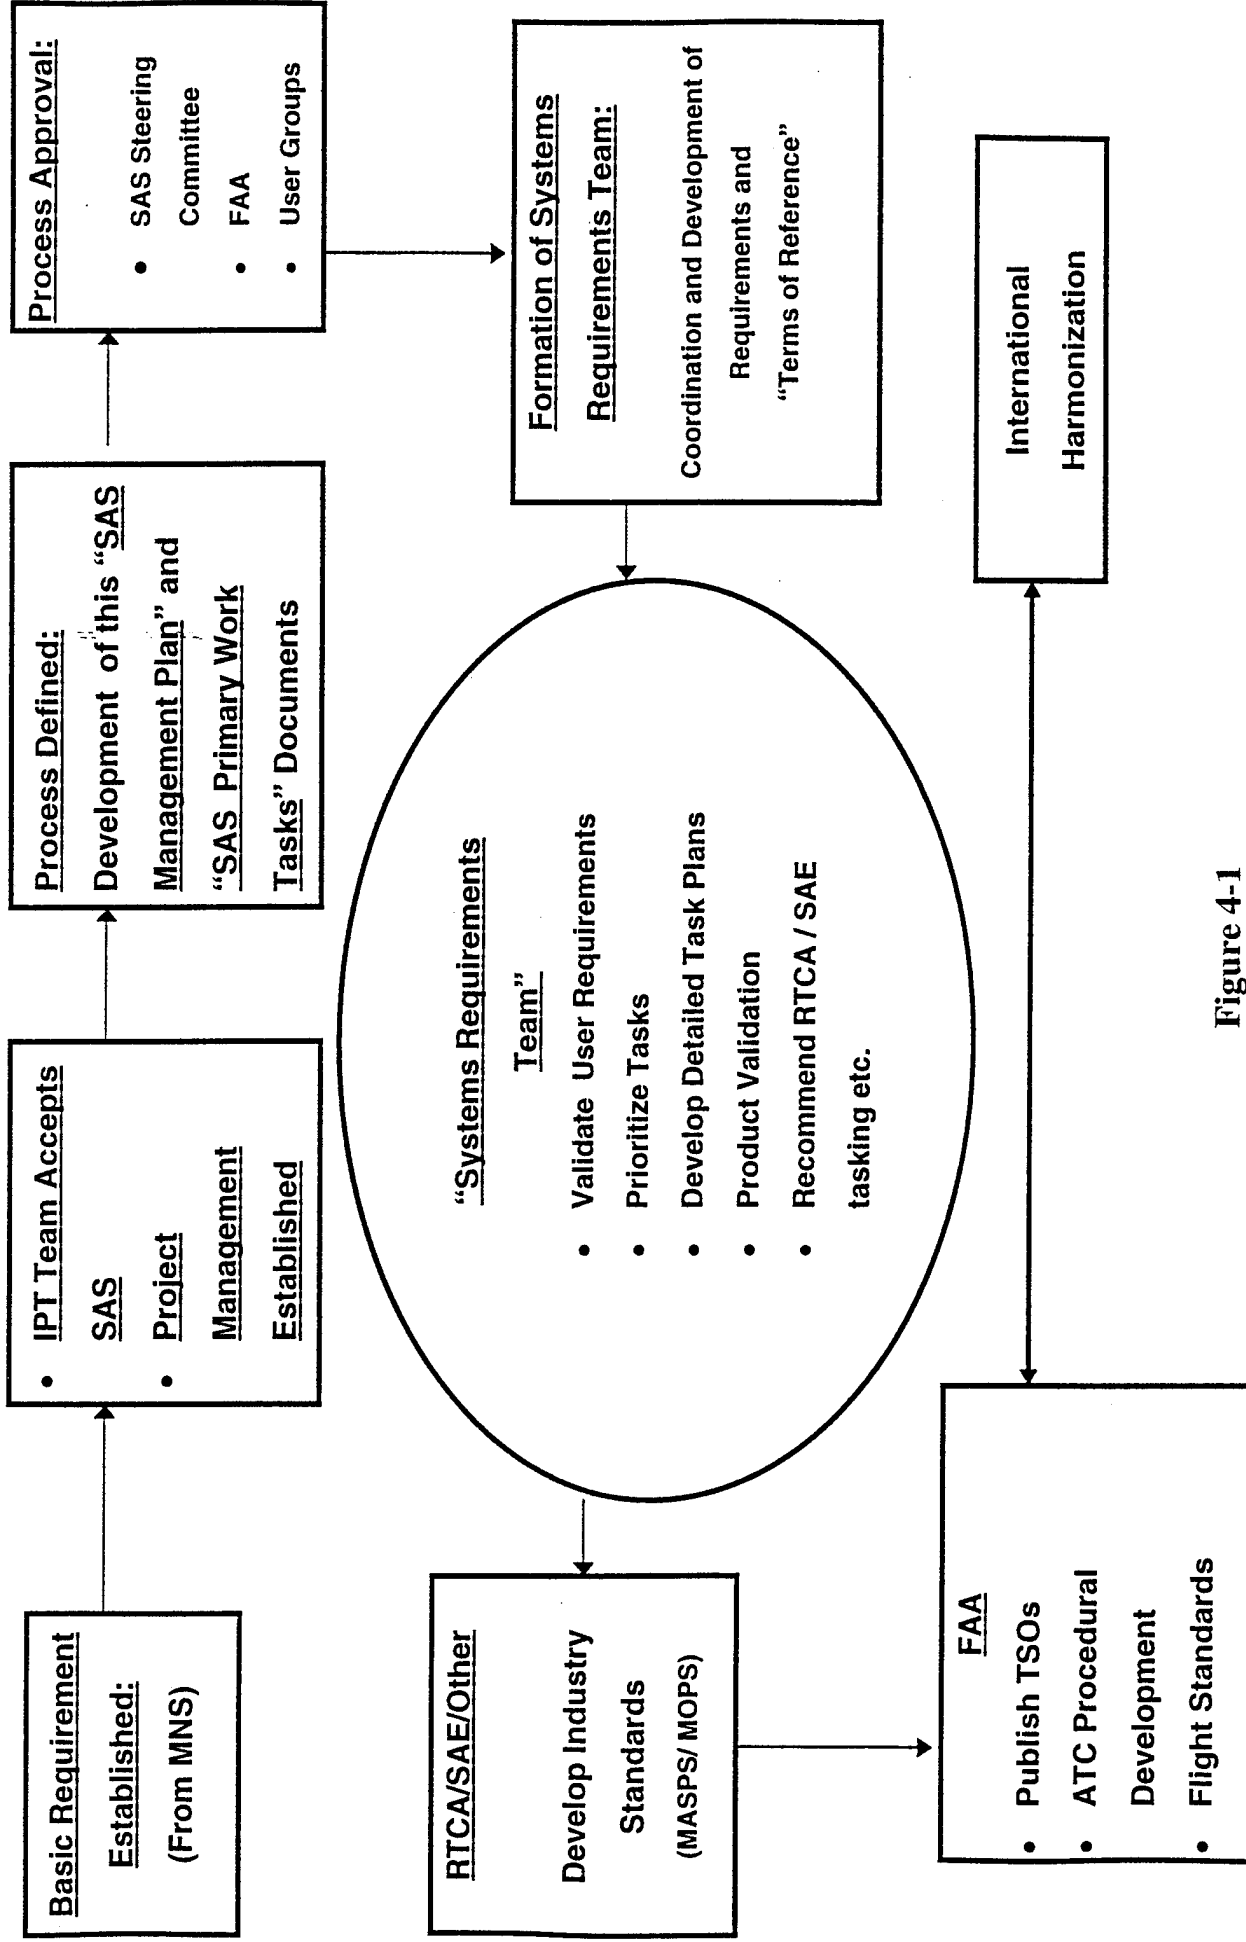 Basic Requirement
Established:
(From MNS)
• IPT Team Accepts
SAS
• Project
Management
Established
Process Defined:
Development of this “SAS
Management Plan” and
“SAS Primary Work
Tasks” Documents
Process Approval:
• SAS Steering
Committee
• FAA
• User Groups
Formation of Systems
Requirements Team:
Coordination and Development of
Requirements and
“Terms of Reference”
“Systems Requirements
Team”
• Validate User Requirements
• Prioritize Tasks
• Develop Detailed Task Plans
• Product Validation
• Recommend RTCA / SAE
tasking etc.
RTCA/SAE/Other
Develop Industry
Standards
(MASPS/ MOPS)
FAA
• Publish TSOs
• ATC Procedural
Development
• Flight Standards
International
Harmonization
Figure 4-1